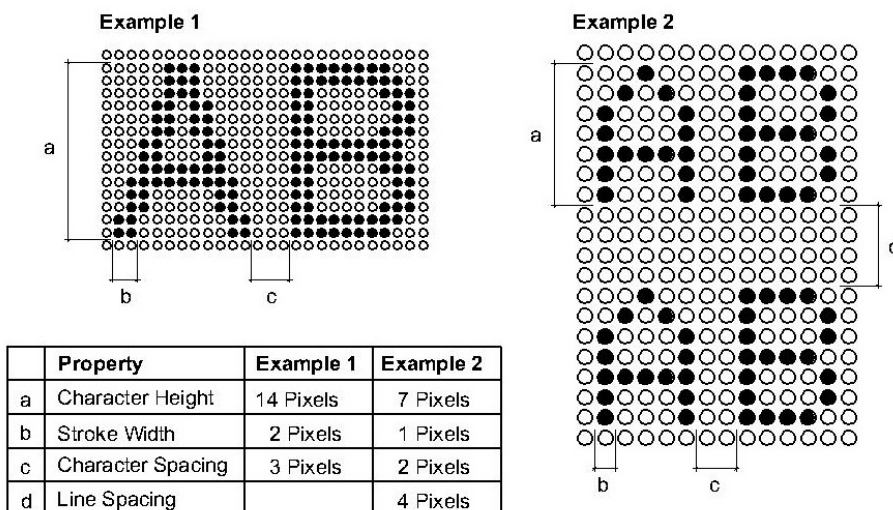 Example 1
Example 2
a
b
c
a
d
b
c
Property Example 1 Example 2
a Character Height 14 Pixels 7 Pixels
b Stroke Width 2 Pixels 1 Pixels
c Character Spacing 3 Pixels 2 Pixels
d Line Spacing 4 Pixels